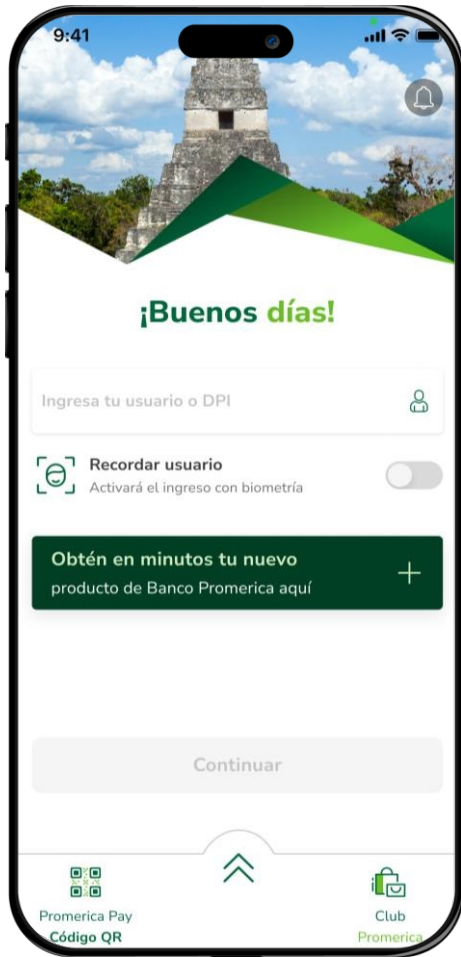 9:41
¡Buenos días!
Ingresa tu usuario o DPI
Recordar usuario
Activará el ingreso con biometría
Obtén en minutos tu nuevo
producto de Banco Promerica aquí
Continuar
Promerica Pay
Código QR
Club
Promerica